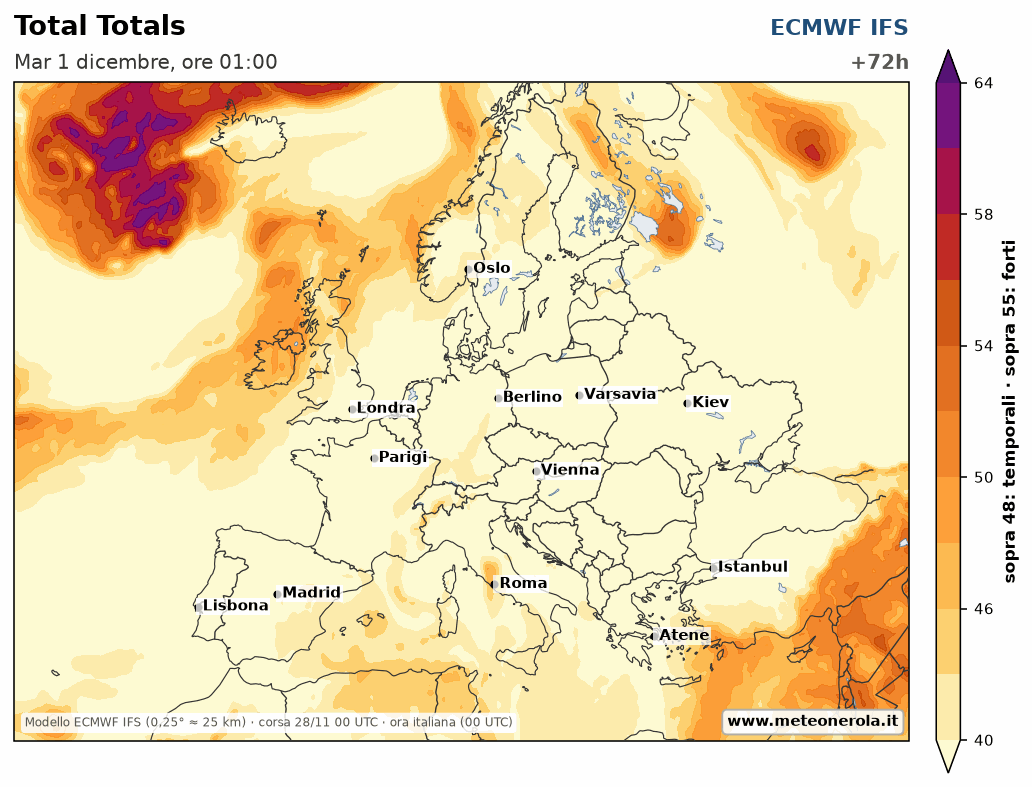 Total Totals
ECMWF IFS
Mar 1 dicembre, ore 01:00
+72h
64
58
54
50
46
40
sopra 48: temporali · sopra 55: forti
Oslo
Berlino
Varsavia
Kiev
Londra
Parigi
Vienna
Istanbul
Roma
Madrid
Lisbona
Atene
Modello ECMWF IFS (0,25° ≈ 25 km) · corsa 28/11 00 UTC · ora italiana (00 UTC)
www.meteonerola.it